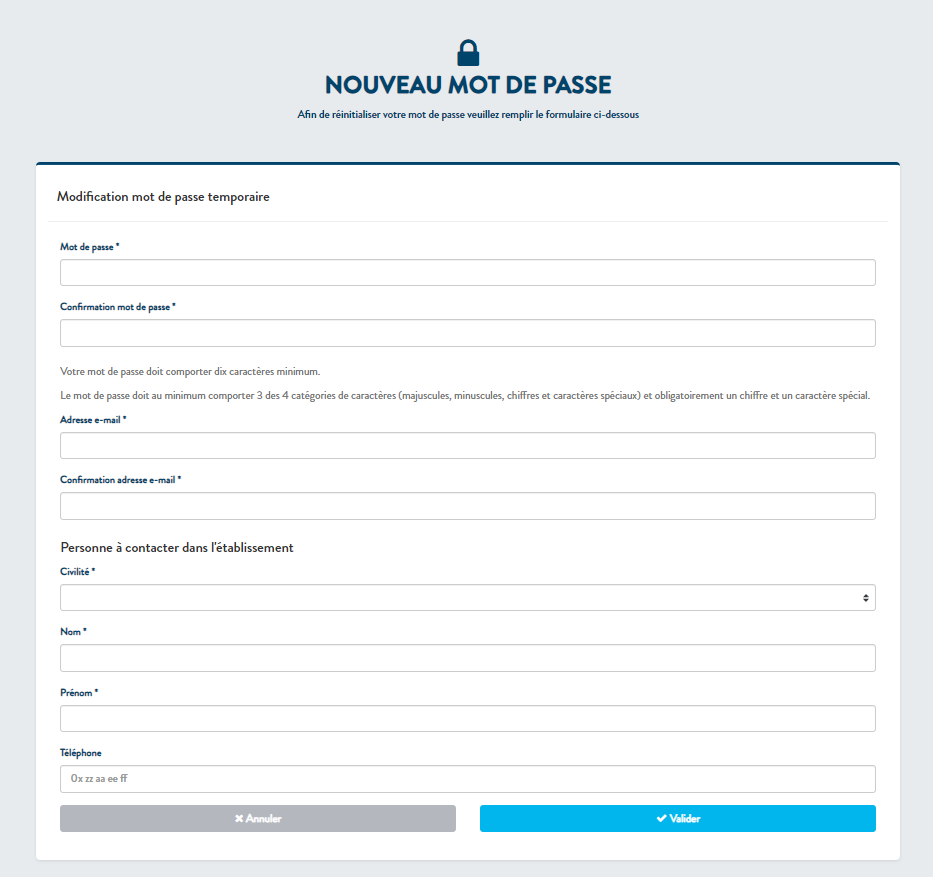 NOUVEAU MOT DE PASSE
Afin de réinitialiser votre mot de passe veuillez remplir le formulaire ci-dessous
Modification mot de passe temporaire
Mot de passe *
Confirmation mot de passe *
Votre mot de passe doit comporter dix caractères minimum.
Le mot de passe doit au minimum comporter 3 des 4 catégories de caractères (majuscules, minuscules, chiffres et caractères spéciaux) et obligatoirement un chiffre et un caractère spécial.
Adresse e-mail *
Confirmation adresse e-mail *
Personne à contacter dans l'établissement
Civilité *
Nom *
Prénom *
Téléphone
0x zz aa ee ff
Annuler
Valider